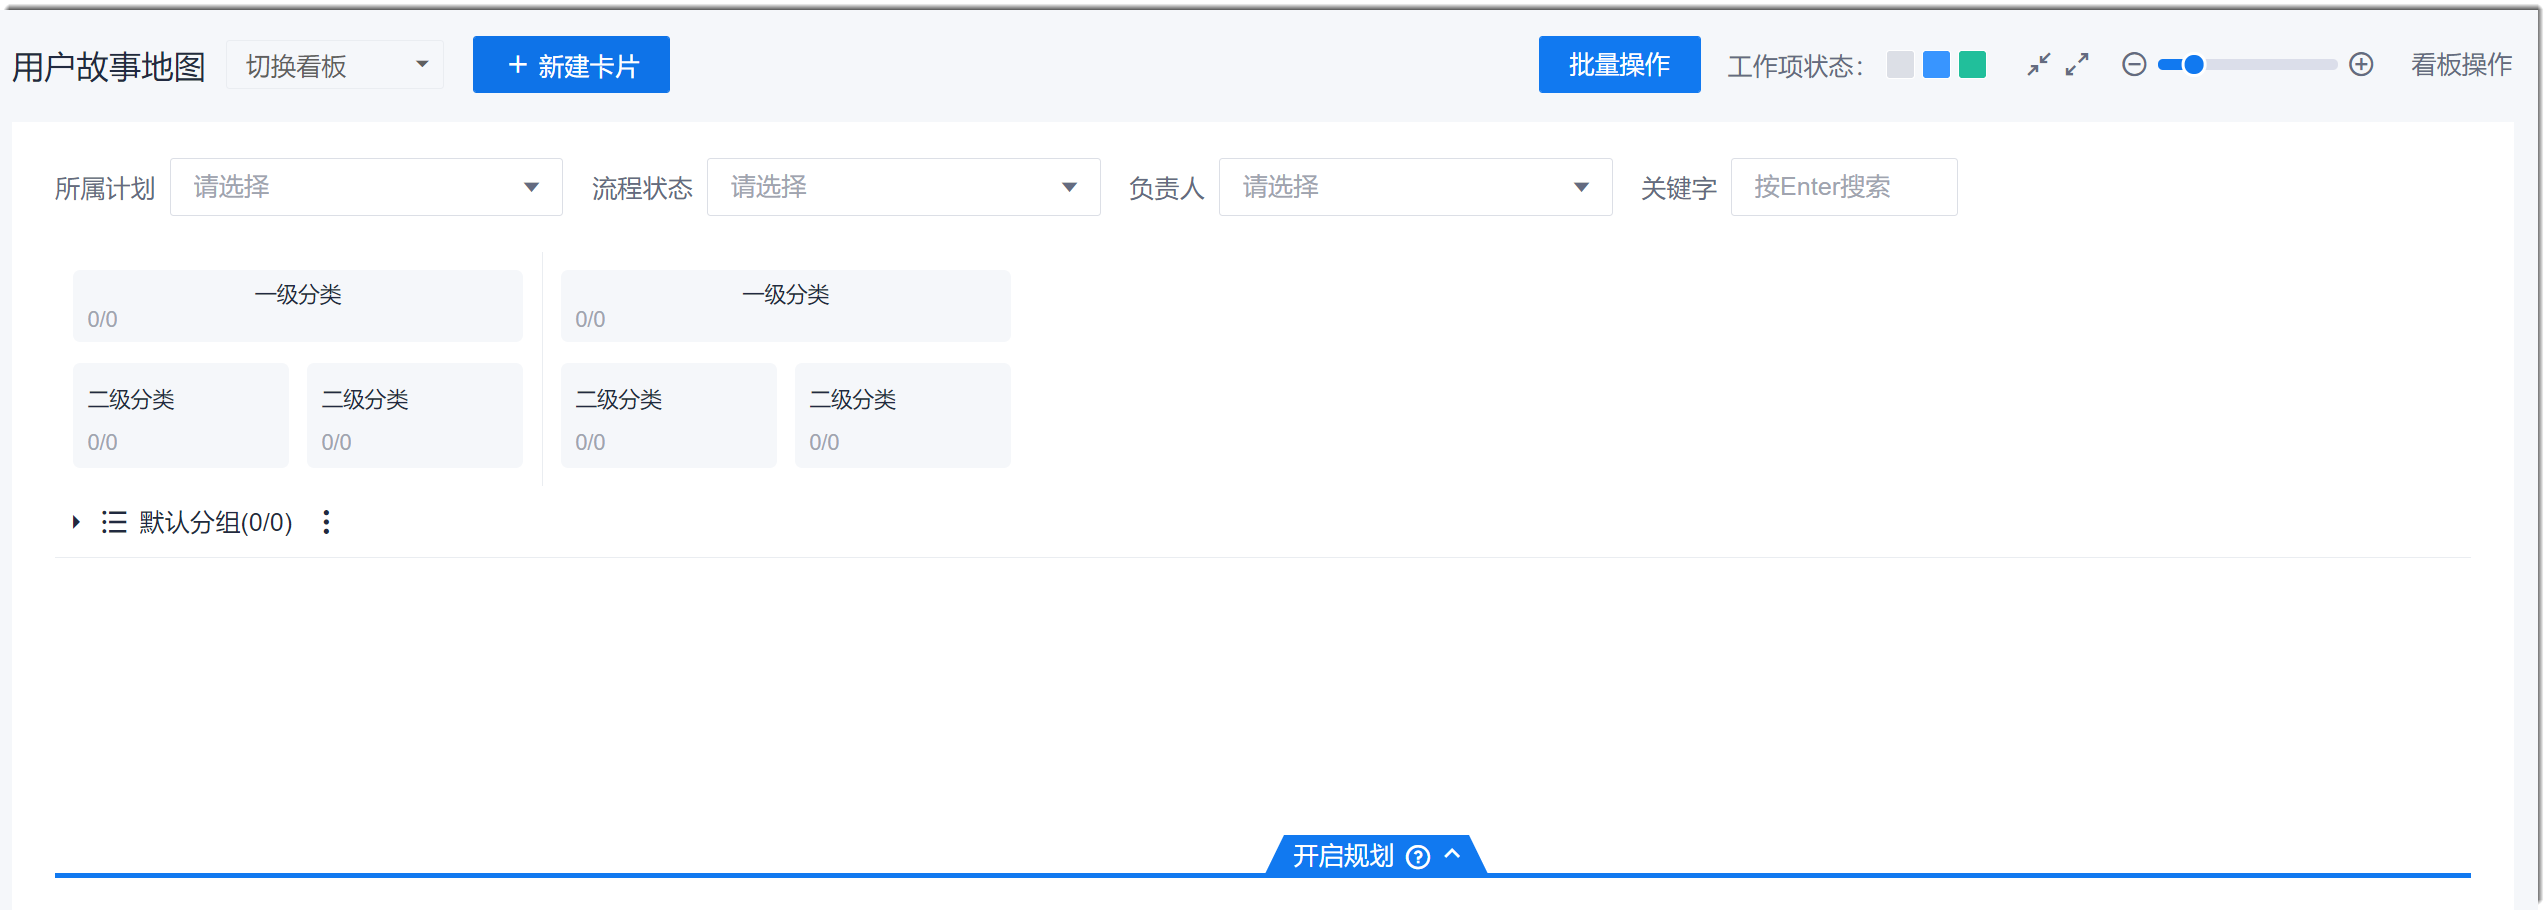 用户故事地图 切换看板 + 新建卡片 批量操作 工作项状态: 看板操作
所属计划 请选择 流程状态 请选择 负责人 请选择 关键字 按Enter搜索
一级分类 一级分类
0/0 0/0
二级分类 二级分类 二级分类 二级分类
0/0 0/0 0/0 0/0
默认分组(0/0)
开启规划